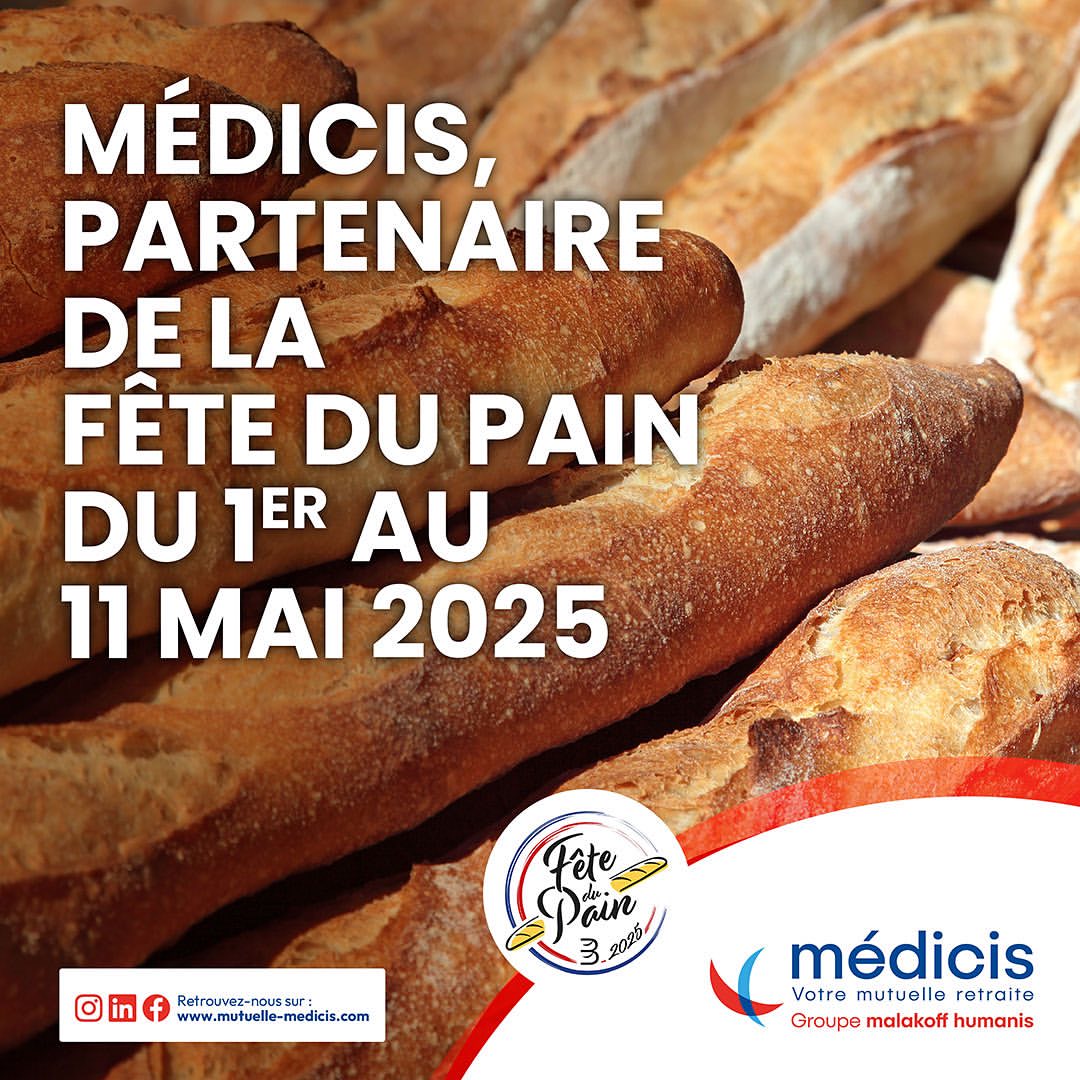 MÉDICIS,
PARTENAIRE
DE LA
FÊTE DU PAIN
DU 1ER AU
11 MAI 2025
Fête
du
Pain
2025
Retrouvez-nous sur :
www.mutuelle-medicis.com
médicis
Votre mutuelle retraite
Groupe malakoff humanis